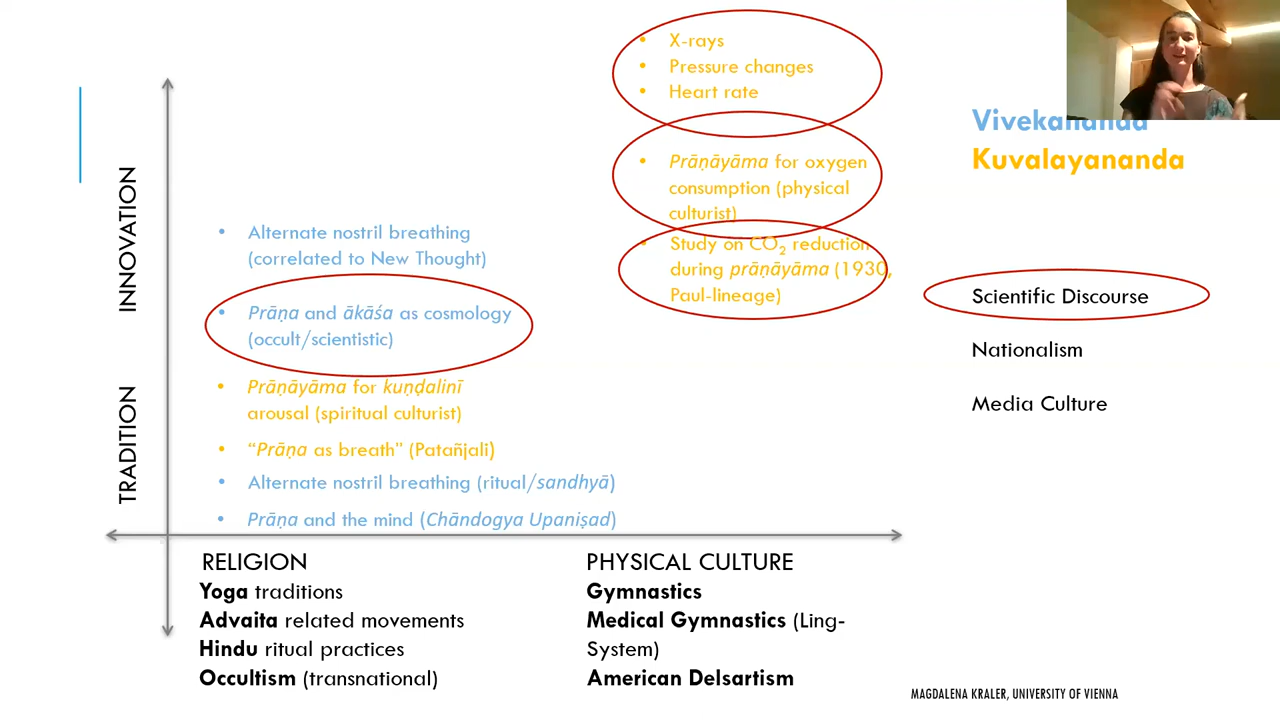 • X-rays
• Pressure changes
• Heart rate
Vivekananda
Kuvalayananda
• Prāṇāyāma for oxygen
consumption (physical
culturist)
• Study on CO₂ reduction
during prāṇāyāma (1930,
Paul-lineage)
INNOVATION
TRADITION
• Alternate nostril breathing
(correlated to New Thought)
• Prāṇa and ākāśa as cosmology
(occult/scientistic)
• Prāṇāyāma for kuṇḍalinī
arousal (spiritual culturist)
• “Prāṇa as breath" (Patañjali)
• Alternate nostril breathing (ritual/sandhyā)
• Prāṇa and the mind (Chāndogya Upaniṣad)
Scientific Discourse
Nationalism
Media Culture
RELIGION
Yoga traditions
Advaita related movements
Hindu ritual practices
Occultism (transnational)
PHYSICAL CULTURE
Gymnastics
Medical Gymnastics (Ling-
System)
American Delsartism
MAGDALENA KRALER, UNIVERSITY OF VIENNA